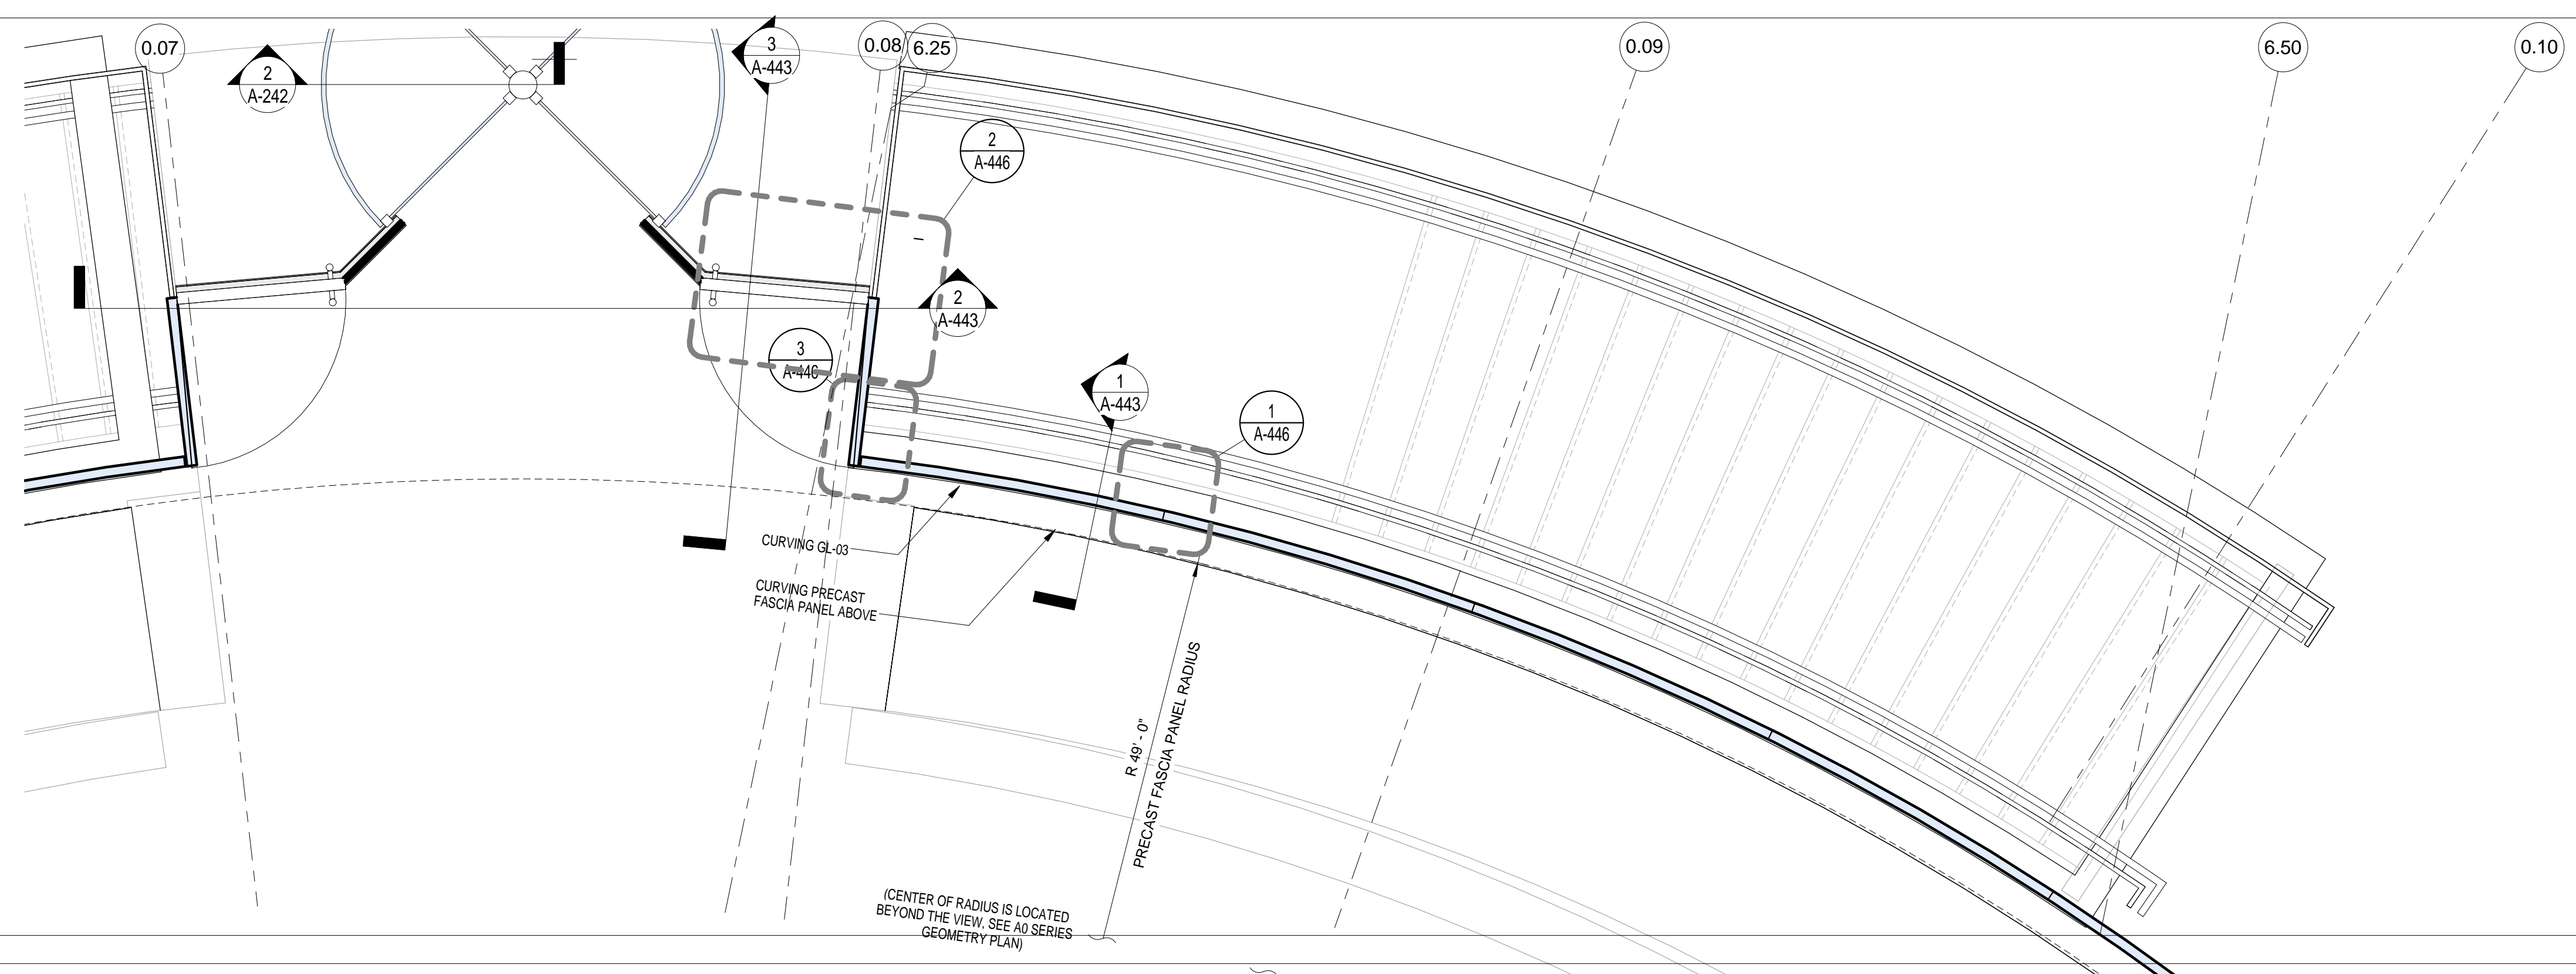 0.07
0.08
6.25
0.09
6.50
0.10
2
A-242
3
A-443
2
A-446
2
A-443
3
A-446
1
A-443
1
A-446
CURVING GL-03
CURVING PRECAST
FASCIA PANEL ABOVE
R 49' - 0"
PRECAST FASCIA PANEL RADIUS
(CENTER OF RADIUS IS LOCATED
BEYOND THE VIEW, SEE A0 SERIES
GEOMETRY PLAN)